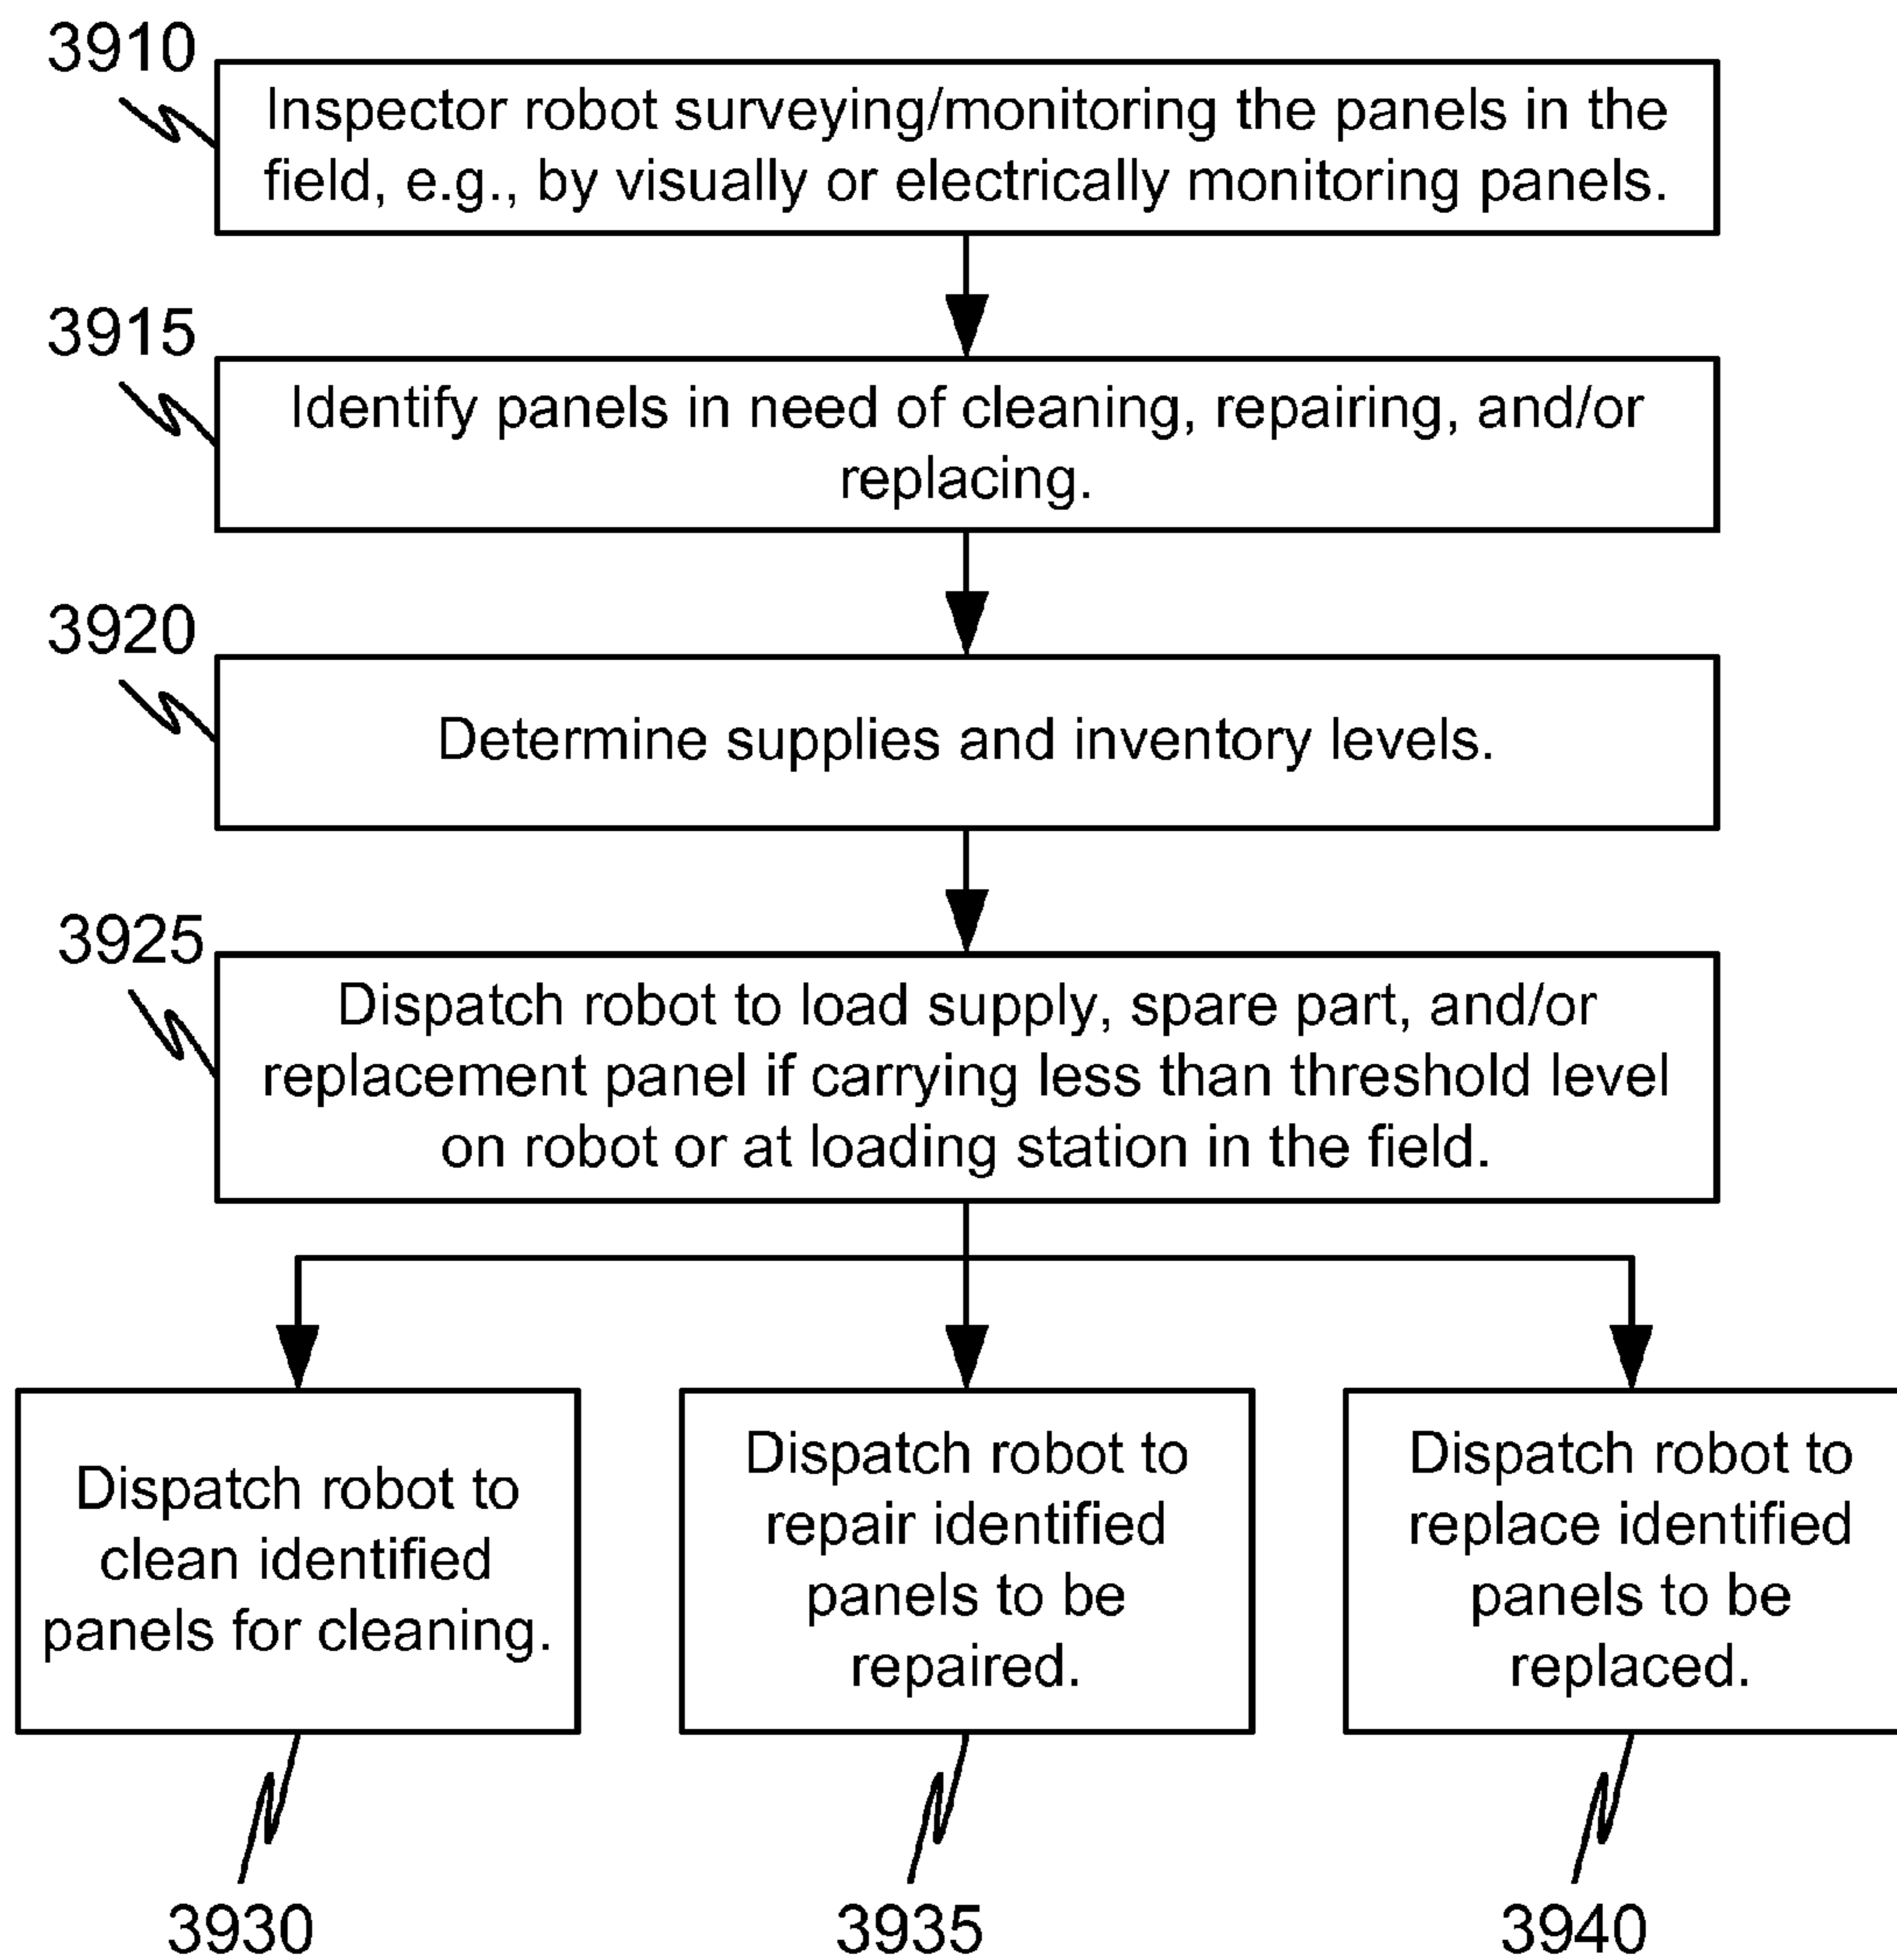 3910
Inspector robot surveying/monitoring the panels in the
field, e.g., by visually or electrically monitoring panels.
3915
Identify panels in need of cleaning, repairing, and/or
replacing.
3920
Determine supplies and inventory levels.
3925
Dispatch robot to load supply, spare part, and/or
replacement panel if carrying less than threshold level
on robot or at loading station in the field.
Dispatch robot to
clean identified
panels for cleaning.
Dispatch robot to
repair identified
panels to be
repaired.
Dispatch robot to
replace identified
panels to be
replaced.
3930
3935
3940